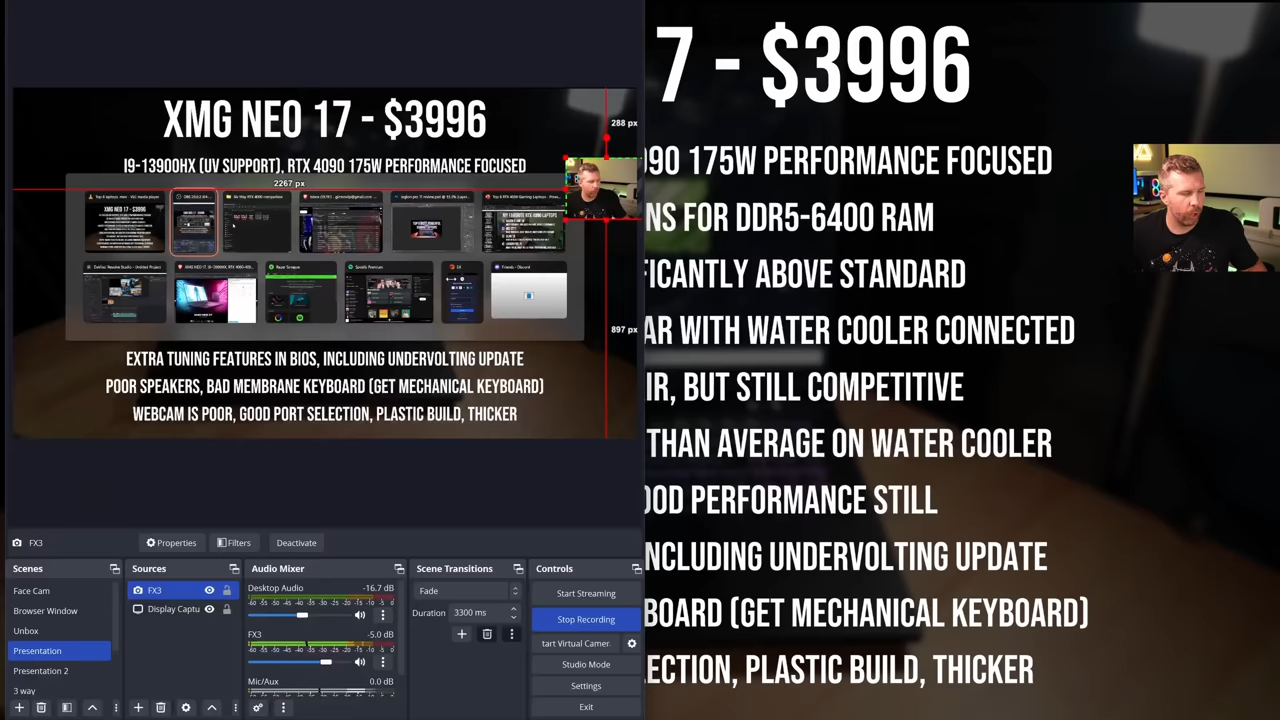 XMG NEO 17 - $3996
I9-13900HX (UV SUPPORT), RTX 4090 175W PERFORMANCE FOCUSED
288 px
2267 px
897 px
EXTRA TUNING FEATURES IN BIOS, INCLUDING UNDERVOLTING UPDATE
POOR SPEAKERS, BAD MEMBRANE KEYBOARD (GET MECHANICAL KEYBOARD)
WEBCAM IS POOR, GOOD PORT SELECTION, PLASTIC BUILD, THICKER
FX3
Properties
Filters
Deactivate
Scenes
Face Cam
Browser Window
Unbox
Presentation
Presentation 2
3 way
Sources
FX3
Display Captu
Audio Mixer
Desktop Audio
-16.7 dB
FX3
-5.0 dB
Mic/Aux
0.0 dB
Scene Transitions
Fade
Duration
3300 ms
Controls
Start Streaming
Stop Recording
tart Virtual Camer
Studio Mode
Settings
Exit
7 - $3996
090 175W PERFORMANCE FOCUSED
NS FOR DDR5-6400 RAM
FICANTLY ABOVE STANDARD
AR WITH WATER COOLER CONNECTED
IR, BUT STILL COMPETITIVE
THAN AVERAGE ON WATER COOLER
OOD PERFORMANCE STILL
NCLUDING UNDERVOLTING UPDATE
BOARD (GET MECHANICAL KEYBOARD)
ECTION, PLASTIC BUILD, THICKER